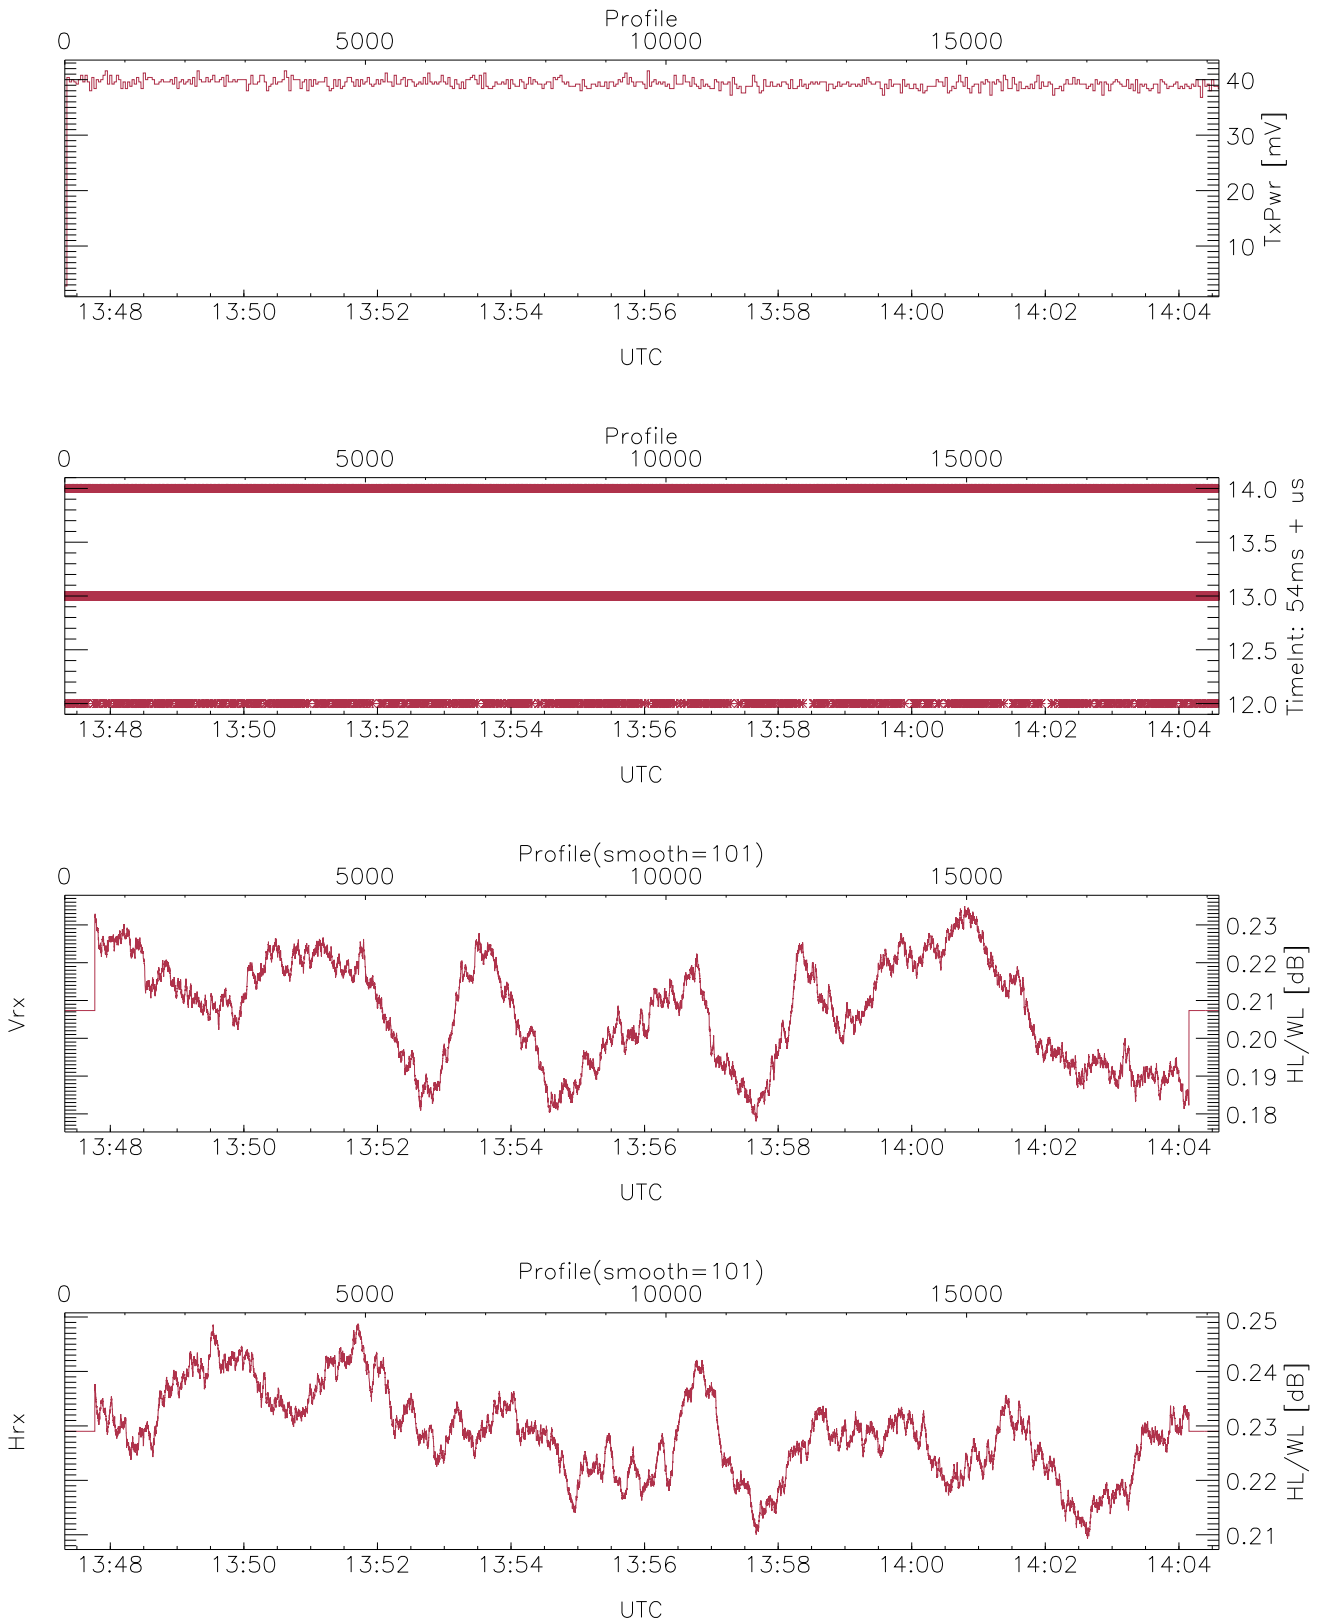 Profile
0 5000 10000 15000
40
30
20
10
TxPwr [mV]
13:48 13:50 13:52 13:54 13:56 13:58 14:00 14:02 14:04
UTC
Profile
0 5000 10000 15000
14.0
13.5
13.0
12.5
12.0
TimeInt: 54ms + us
13:48 13:50 13:52 13:54 13:56 13:58 14:00 14:02 14:04
UTC
Profile(smooth=101)
0 5000 10000 15000
Vrx
0.23
0.22
0.21
0.20
0.19
0.18
HL/WL [dB]
13:48 13:50 13:52 13:54 13:56 13:58 14:00 14:02 14:04
UTC
Profile(smooth=101)
0 5000 10000 15000
Hrx
0.25
0.24
0.23
0.22
0.21
HL/WL [dB]
13:48 13:50 13:52 13:54 13:56 13:58 14:00 14:02 14:04
UTC